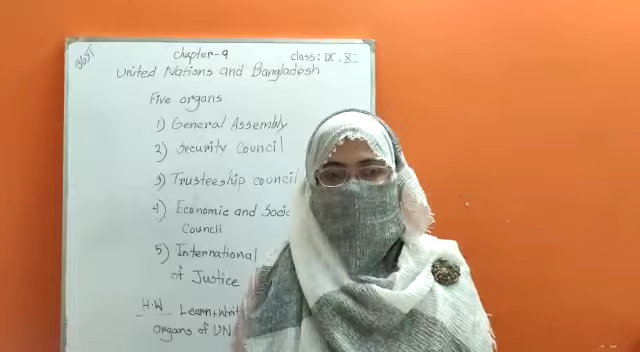 BGST
chapter-9
class: IX, X
United Nations and Bangladesh
Five organs
1) General Assembly
2) Security Council
3) Trusteeship council
4) Economic and
Council
5) International
of Justice
H.W Learn+
organs of UN